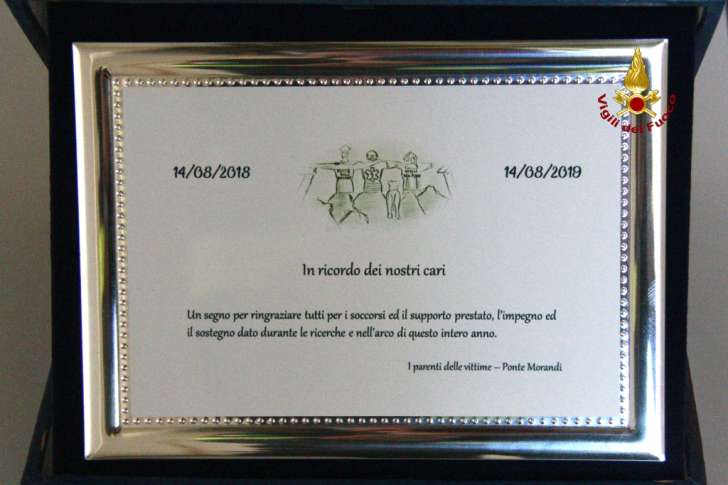 Vigili del Fuoco
14/08/2018
14/08/2019
In ricordo dei nostri cari
Un segno per ringraziare tutti per i soccorsi ed il supporto prestato, l'impegno ed
il sostegno dato durante le ricerche e nell'arco di questo intero anno.
I parenti delle vittime – Ponte Morandi